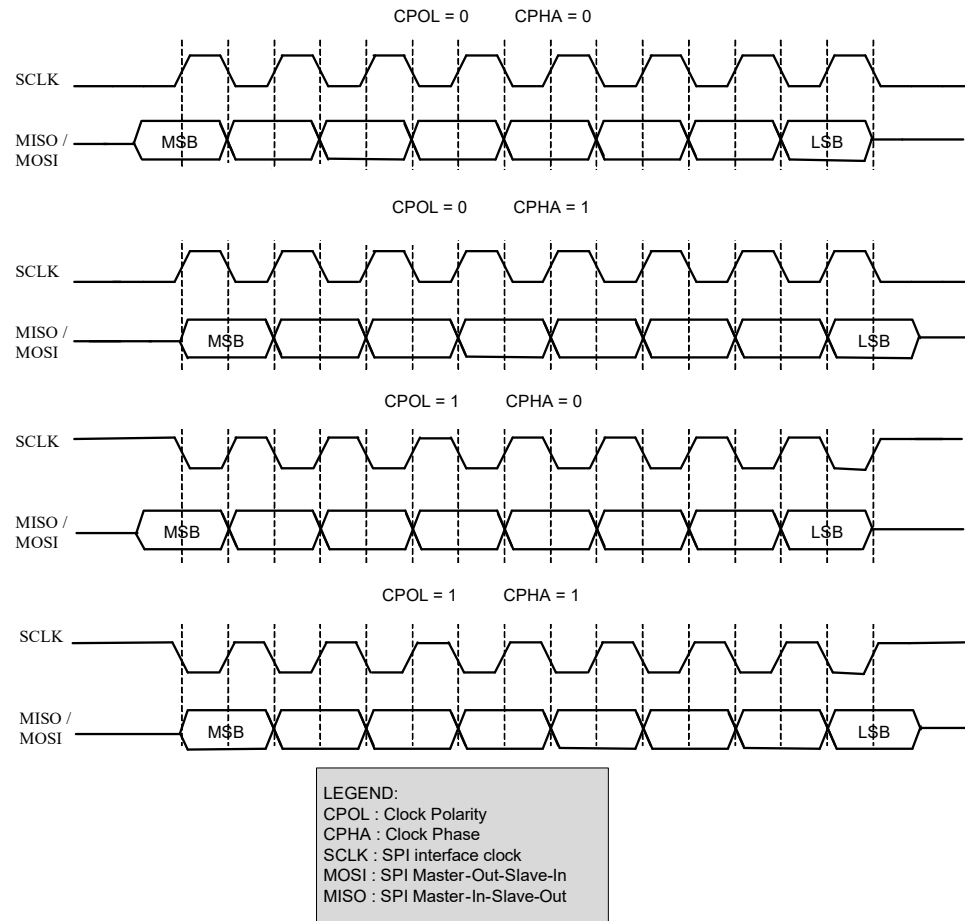 CPOL = 0 CPHA = 0
SCLK
MISO /
MOSI
MSB
LSB
CPOL = 0 CPHA = 1
SCLK
MISO /
MOSI
MSB
LSB
CPOL = 1 CPHA = 0
SCLK
MISO /
MOSI
MSB
LSB
CPOL = 1 CPHA = 1
SCLK
MISO /
MOSI
MSB
LSB
LEGEND:
CPOL : Clock Polarity
CPHA : Clock Phase
SCLK : SPI interface clock
MOSI : SPI Master-Out-Slave-In
MISO : SPI Master-In-Slave-Out